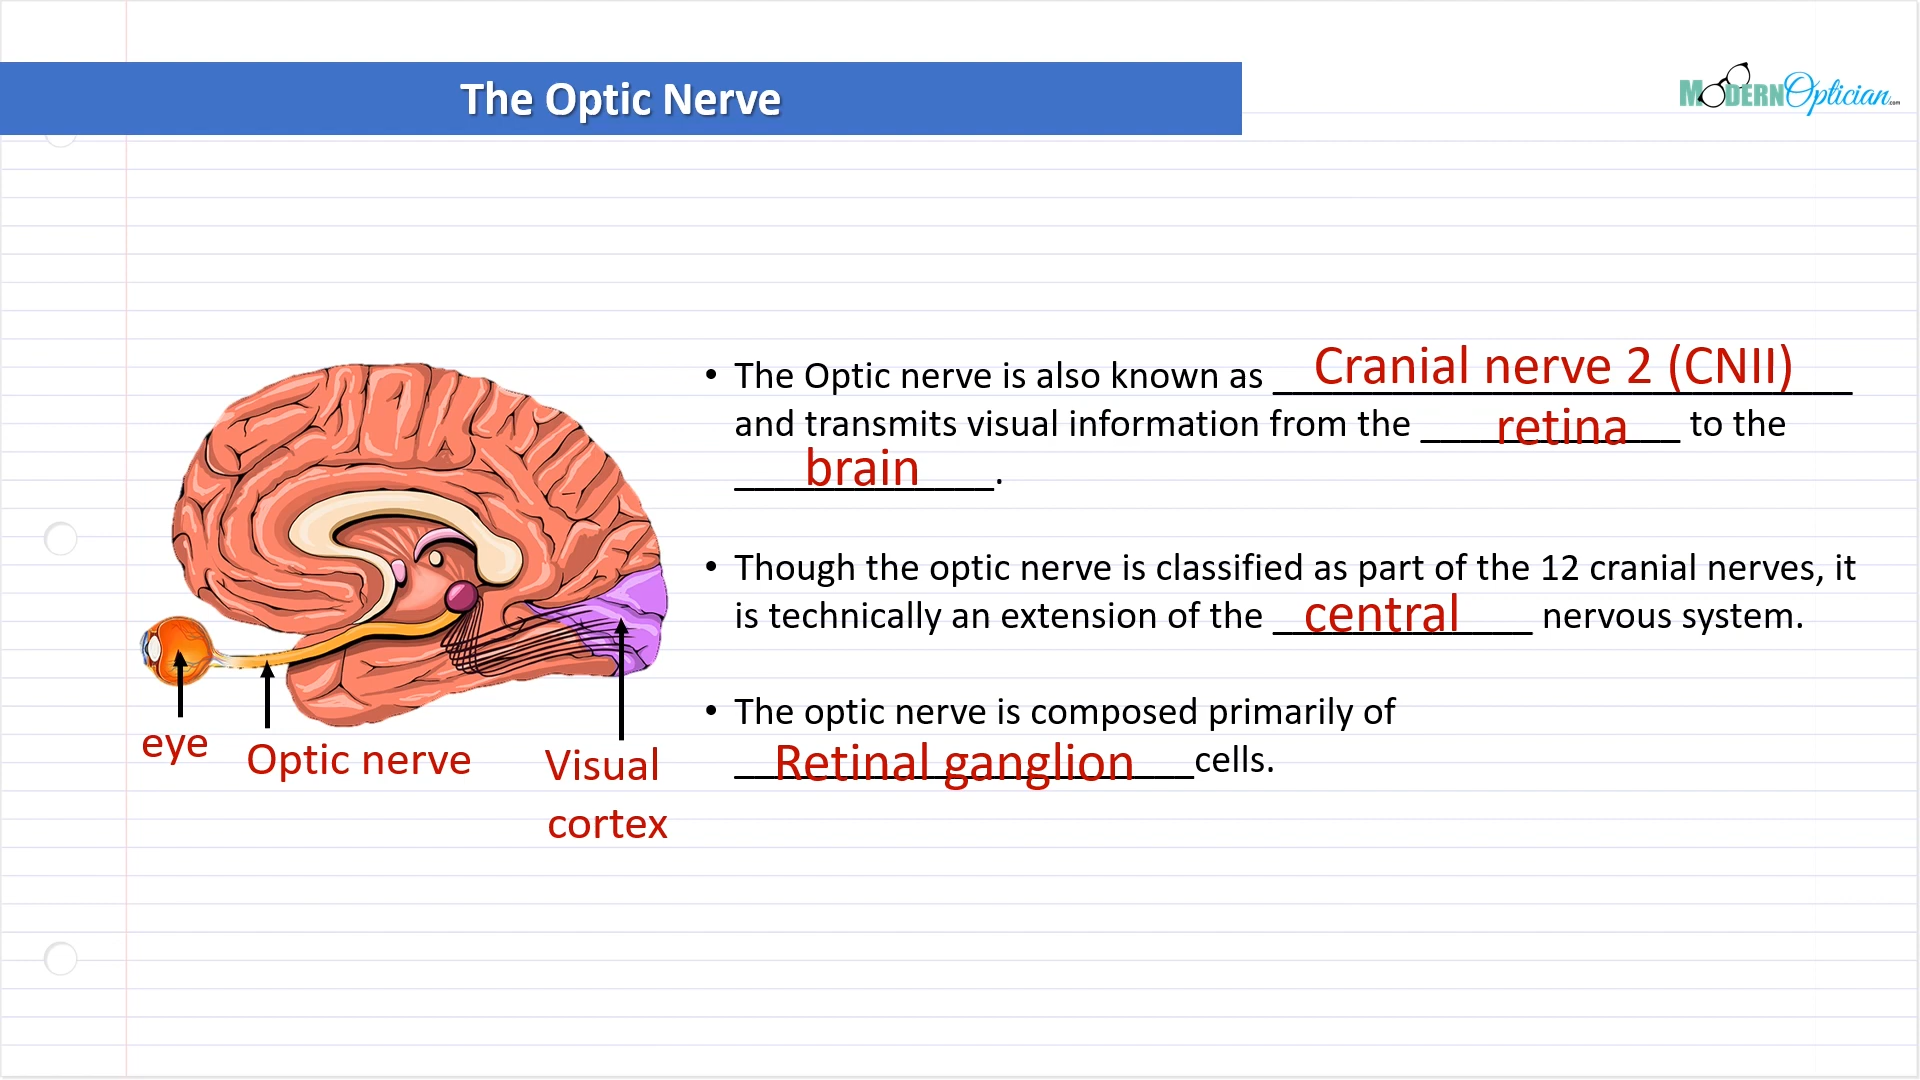 The Optic Nerve
MODERNOptician.com
• The Optic nerve is also known as Cranial nerve 2 (CNII)
and transmits visual information from the retina to the
brain.
• Though the optic nerve is classified as part of the 12 cranial nerves, it
is technically an extension of the central nervous system.
• The optic nerve is composed primarily of
Retinal ganglion cells.
eye
Optic nerve
Visual
cortex